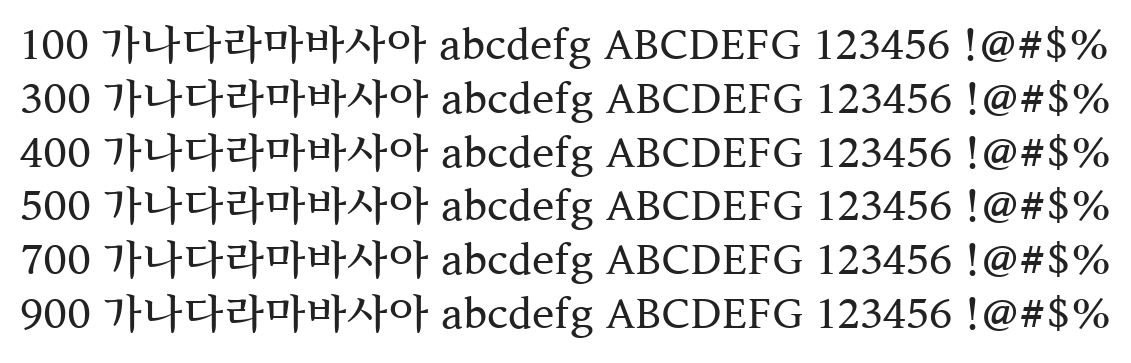 100 가나다라마바사아 abcdefg ABCDEFG 123456 !@#$%
300 가나다라마바사아 abcdefg ABCDEFG 123456 !@#$%
400 가나다라마바사아 abcdefg ABCDEFG 123456 !@#$%
500 가나다라마바사아 abcdefg ABCDEFG 123456 !@#$%
700 가나다라마바사아 abcdefg ABCDEFG 123456 !@#$%
900 가나다라마바사아 abcdefg ABCDEFG 123456 !@#$%